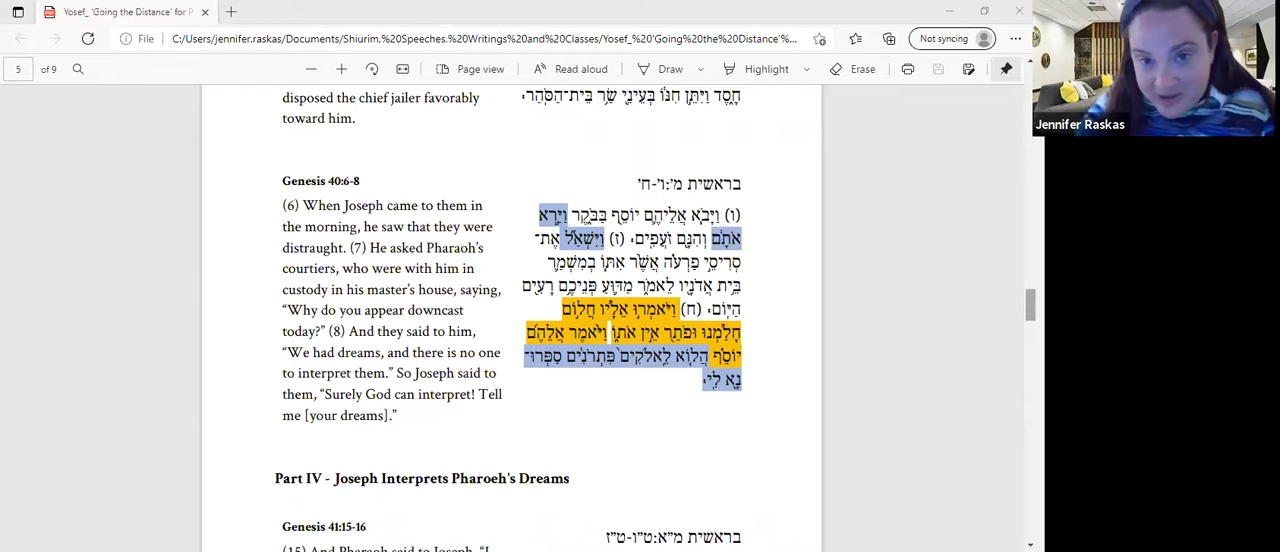 Yosef_ 'Going the Distance' for P
File
C:/Users/jennifer.raskas/Documents/Shiurim.%20Speeches.%20Writings%20and%20Classes/Yosef_%20'Going%20the%20Distance'%...
Not syncing
5 of 9
Page view
Read aloud
Draw
Highlight
Erase
Jennifer Raskas
disposed the chief jailer favorably
toward him.
חָ֑סֶד וַיִּתֵּ֣ן חִנּ֔וֹ בְּעֵינֵ֖י שַׂ֥ר בֵּית־הַסֹּֽהַר׃
Genesis 40:6-8
(6) When Joseph came to them in
the morning, he saw that they were
distraught. (7) He asked Pharaoh's
courtiers, who were with him in
custody in his master's house, saying,
“Why do you appear downcast
today?” (8) And they said to him,
“We had dreams, and there is no one
to interpret them.” So Joseph said to
them, “Surely God can interpret! Tell
me [your dreams].”
בראשית מ׳:ו׳-ח׳
(ו) וַיָּבֹ֧א אֲלֵיהֶ֛ם יוֹסֵ֖ף בַּבֹּ֑קֶר וַיַּ֣רְא
אֹתָ֔ם וְהִנָּ֖ם זֹעֲפִֽים׃ (ז) וַיִּשְׁאַ֞ל אֶת־
סְרִיסֵ֣י פַרְעֹ֗ה אֲשֶׁ֨ר אִתּ֧וֹ בְמִשְׁמַ֛ר
בֵּ֥ית אֲדֹנָ֖יו לֵאמֹ֑ר מַדּ֛וּעַ פְּנֵיכֶ֥ם רָעִ֖ים
הַיּֽוֹם׃ (ח) וַיֹּאמְר֣וּ אֵלָ֔יו חֲל֣וֹם
חָלַ֔מְנוּ וּפֹתֵ֖ר אֵ֣ין אֹת֑וֹ וַיֹּ֨אמֶר אֲלֵהֶ֜ם
יוֹסֵ֗ף הֲל֤וֹא לֵֽאלֹקִים֙ פִּתְרֹנִ֔ים סַפְּרוּ־
נָ֖א לִֽי׃
Part IV - Joseph Interprets Pharoeh's Dreams
Genesis 41:15-16
בראשית מ״א:ט״ו-ט״ז
(15) And Pharaoh said to Joseph, “I